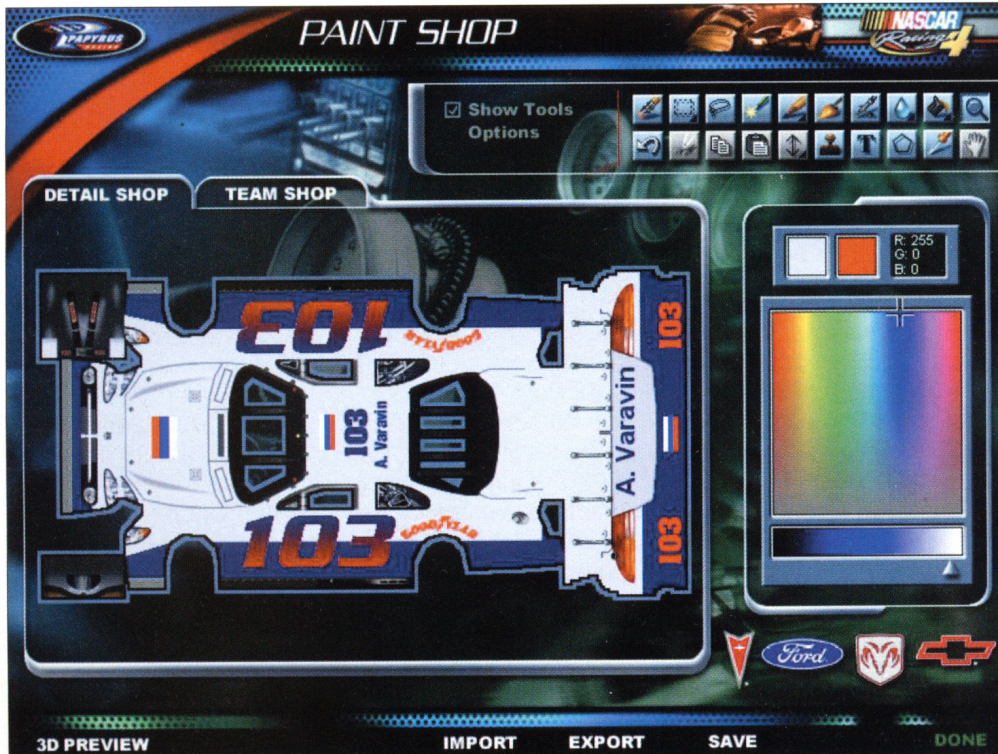 PAPYRUS
RACING
PAINT SHOP
NASCAR
Racing 4
Show Tools
Options
T
DETAIL SHOP
TEAM SHOP
R: 255
G: 0
B: 0
103
GOODYEAR
103
103
A. Varavin
A. Varavin
103
GOODYEAR
103
Ford
3D PREVIEW
IMPORT
EXPORT
SAVE
DONE